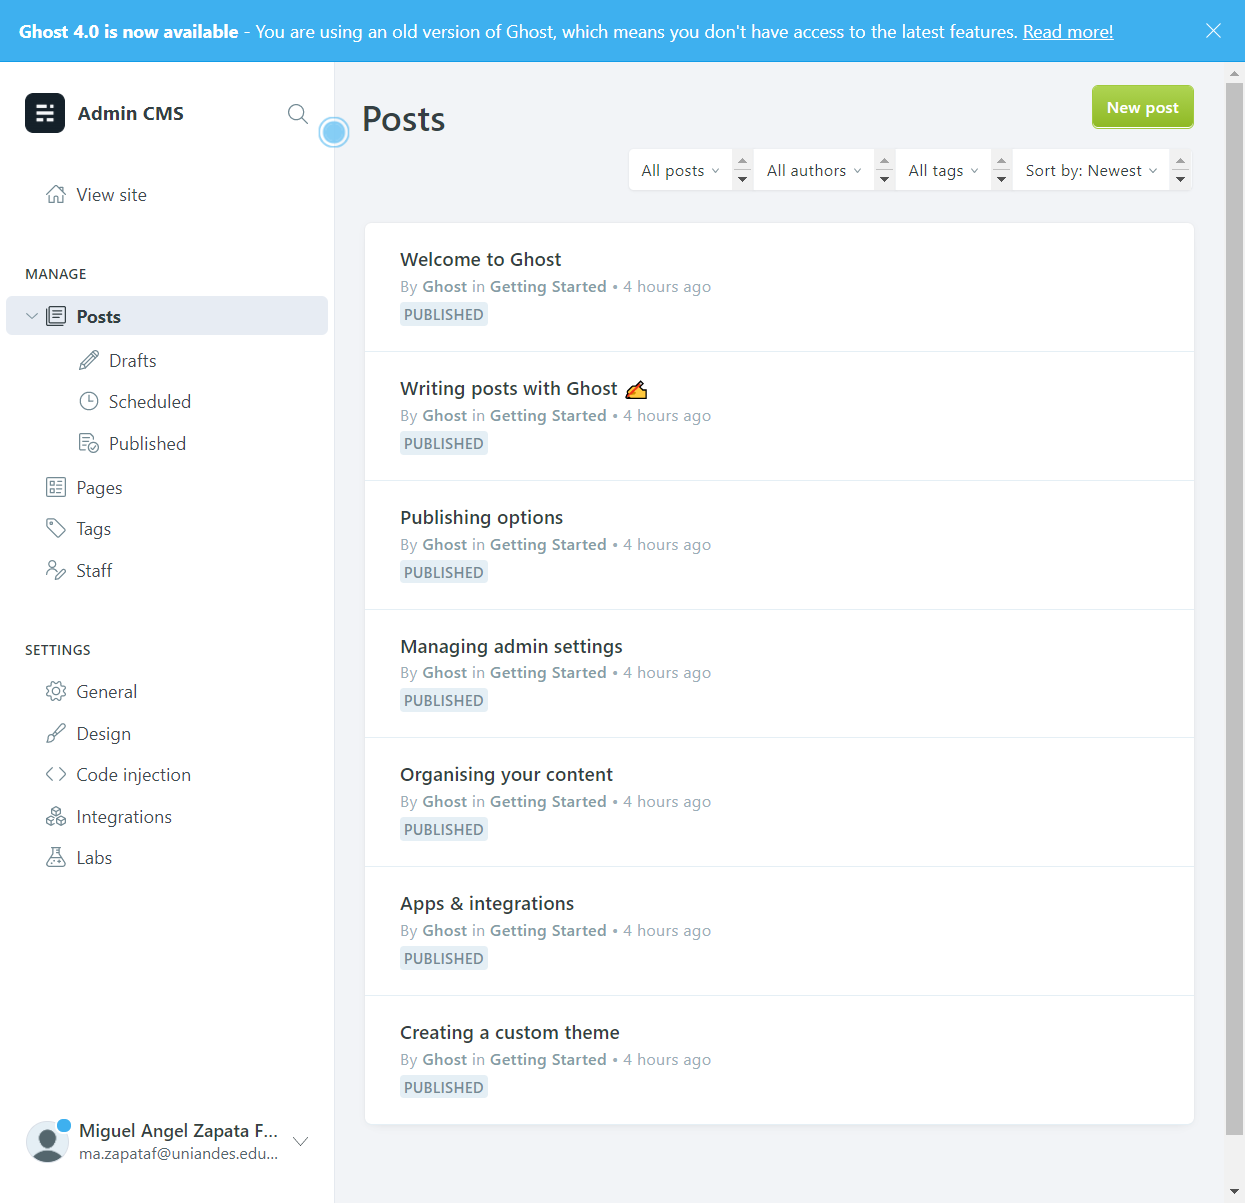 Ghost 4.0 is now available - You are using an old version of Ghost, which means you don't have access to the latest features. Read more!
Admin CMS
View site
MANAGE
Posts
Drafts
Scheduled
Published
Pages
Tags
Staff
SETTINGS
General
Design
Code injection
Integrations
Labs
Miguel Angel Zapata F...
ma.zapataf@uniandes.edu...
Posts
New post
All posts All authors All tags Sort by: Newest
Welcome to Ghost
By Ghost in Getting Started • 4 hours ago
PUBLISHED
Writing posts with Ghost ✍
By Ghost in Getting Started • 4 hours ago
PUBLISHED
Publishing options
By Ghost in Getting Started • 4 hours ago
PUBLISHED
Managing admin settings
By Ghost in Getting Started • 4 hours ago
PUBLISHED
Organising your content
By Ghost in Getting Started • 4 hours ago
PUBLISHED
Apps & integrations
By Ghost in Getting Started • 4 hours ago
PUBLISHED
Creating a custom theme
By Ghost in Getting Started • 4 hours ago
PUBLISHED